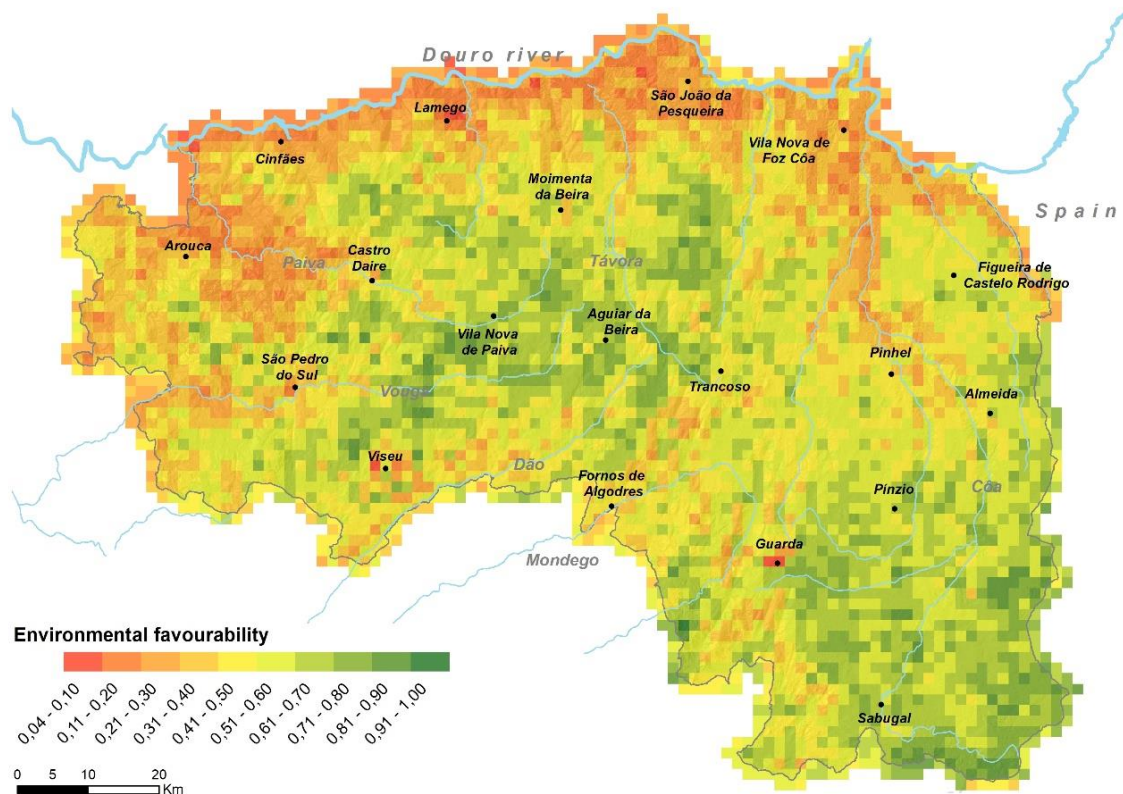 Douro river
Lamego
São João da
Pesqueira
Cinfães
Vila Nova de
Foz Côa
Moimenta
da Beira
Spain
Arouca
Paiva
Castro
Daire
Távora
Figueira de
Castelo Rodrigo
Vila Nova
de Paiva
Aguiar da
Beira
São Pedro
do Sul
Vouga
Trancoso
Pinhel
Almeida
Viseu
Dão
Fornos de
Algodres
Pínzio
Côa
Mondego
Guarda
Sabugal
Environmental favourability
0,04 - 0,10
0,11 - 0,20
0,21 - 0,30
0,31 - 0,40
0,41 - 0,50
0,51 - 0,60
0,61 - 0,70
0,71 - 0,80
0,81 - 0,90
0,91 - 1,00
0 5 10 20
Km